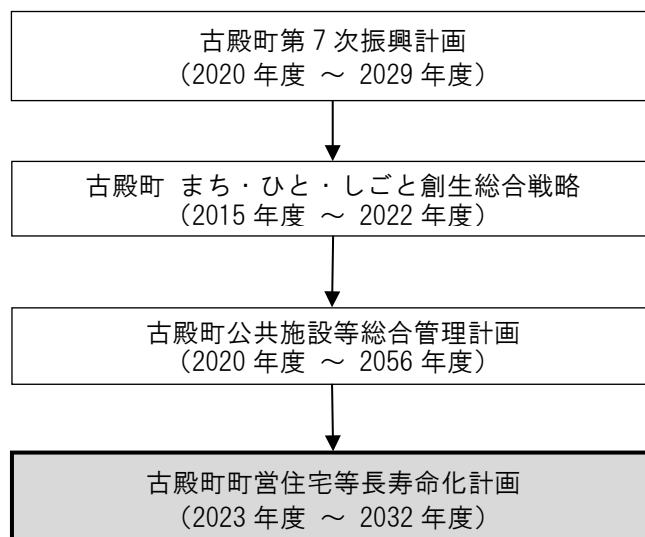 古殿町第７次振興計画
（2020 年度 ～ 2029 年度）
古殿町 まち・ひと・しごと創生総合戦略
（2015 年度 ～ 2022 年度）
古殿町公共施設等総合管理計画
（2020 年度 ～ 2056 年度）
古殿町町営住宅等長寿命化計画
（2023 年度 ～ 2032 年度）